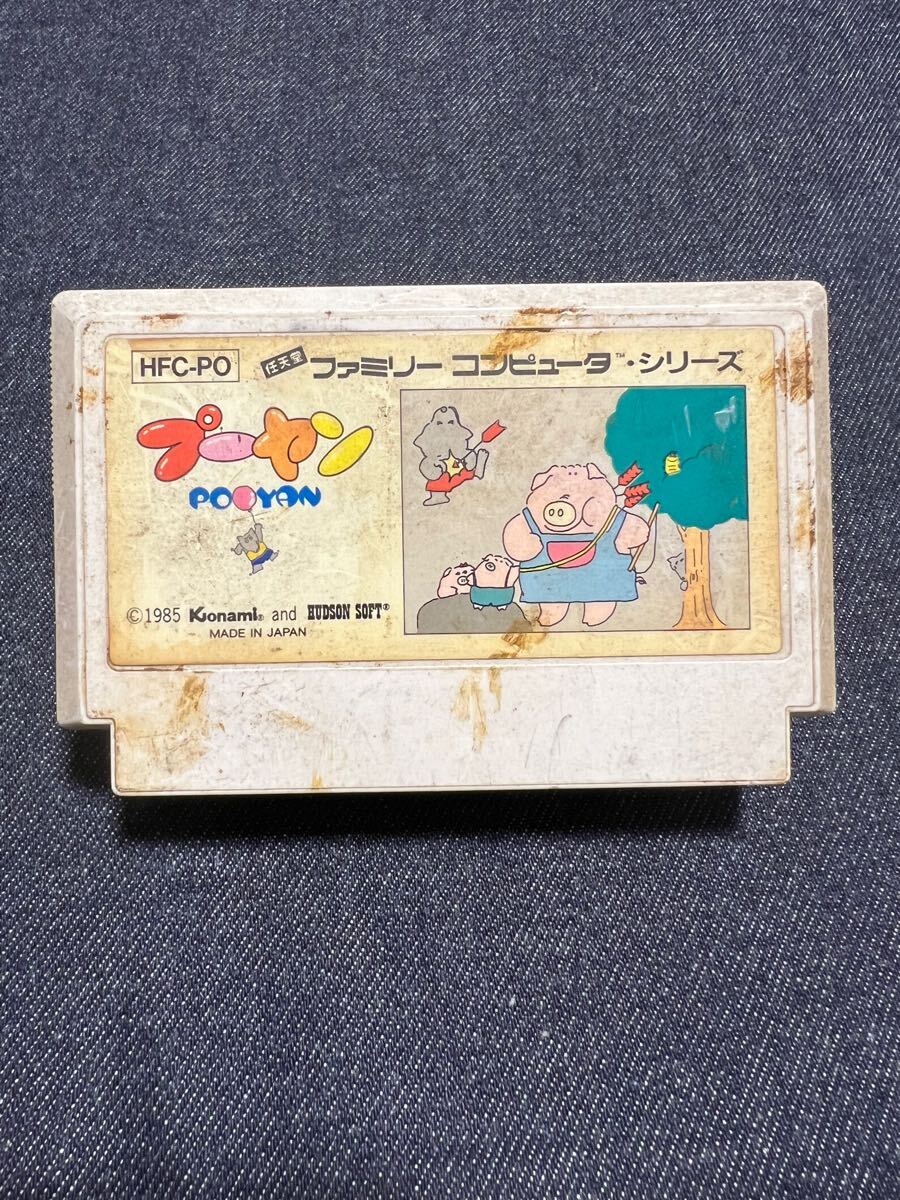 HFC-PO
任天堂 ファミリー コンピュータ™・シリーズ
プーヤン
POOYAN
©1985 Konami® and HUDSON SOFT®
MADE IN JAPAN